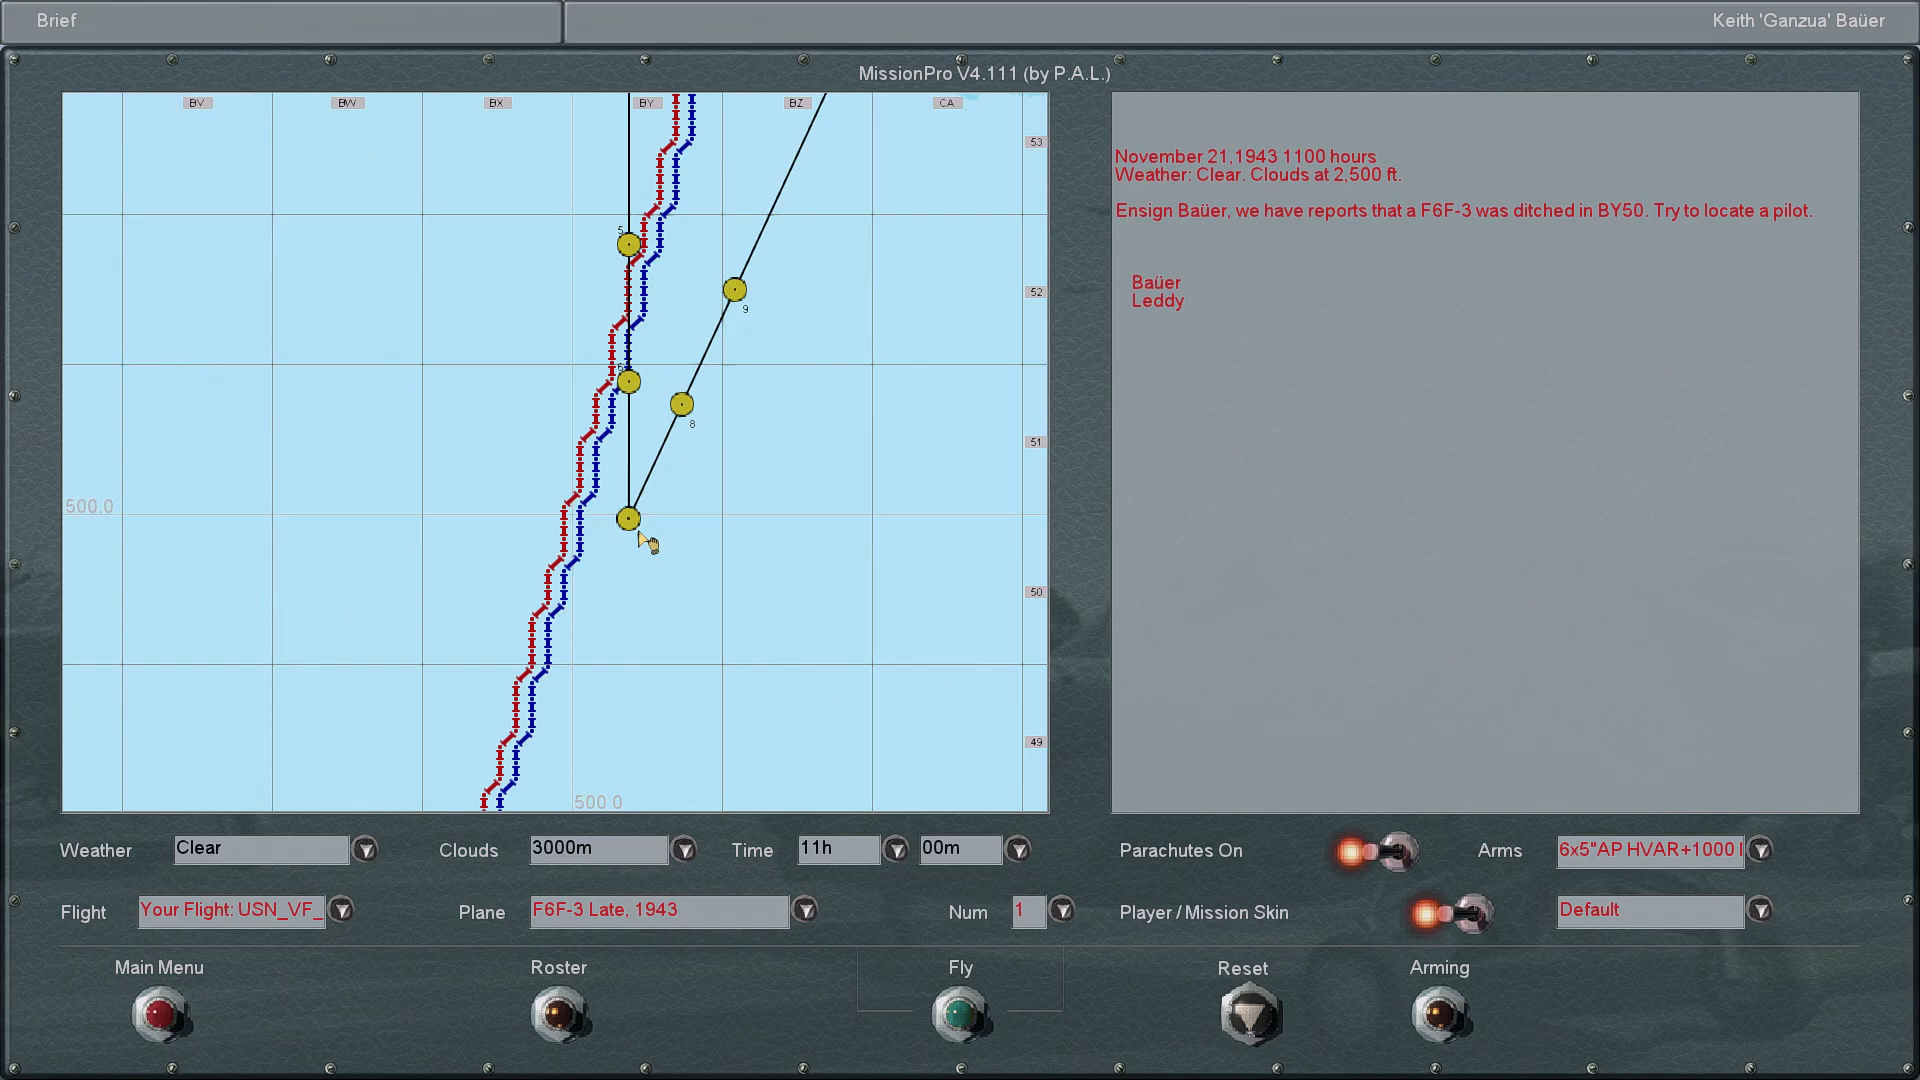 Brief
Keith 'Ganzua' Baüer
MissionPro V4.111 (by P.A.L.)
BV BW BX BY BZ CA
53
5
52
9
6
8
51
500.0
50
49
500.0
November 21,1943 1100 hours
Weather: Clear. Clouds at 2,500 ft.
Ensign Baüer, we have reports that a F6F-3 was ditched in BY50. Try to locate a pilot.
Baüer
Leddy
Weather Clear Clouds 3000m Time 11h 00m Parachutes On Arms 6x5"AP HVAR+1000
Flight Your Flight: USN_VF_ Plane F6F-3 Late, 1943 Num 1 Player / Mission Skin Default
Main Menu Roster Fly Reset Arming